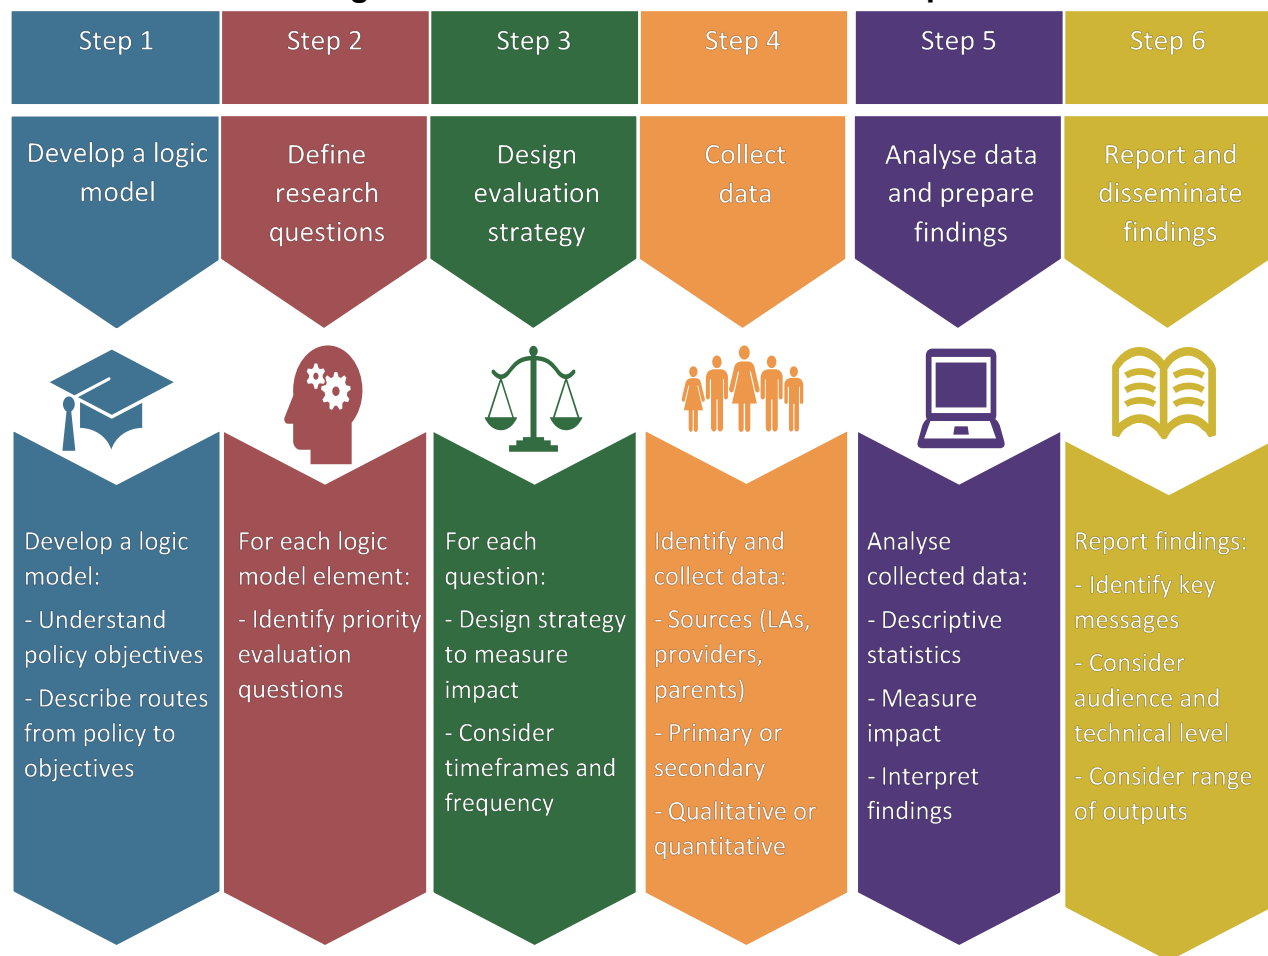 Step 1
Step 2
Step 3
Step 4
Step 5
Step 6
Develop a logic
model
Define
research
questions
Design
evaluation
strategy
Collect
data
Analyse data
and prepare
findings
Report and
disseminate
findings
Develop a logic
model:
- Understand
policy objectives
- Describe routes
from policy to
objectives
For each logic
model element:
- Identify priority
evaluation
questions
For each
question:
- Design strategy
to measure
impact
- Consider
timeframes and
frequency
Identify and
collect data:
- Sources (LAs,
providers,
parents)
- Primary or
secondary
- Qualitative or
quantitative
Analyse
collected data:
- Descriptive
statistics
- Measure
impact
- Interpret
findings
Report findings:
- Identify key
messages
- Consider
audience and
technical level
- Consider range
of outputs